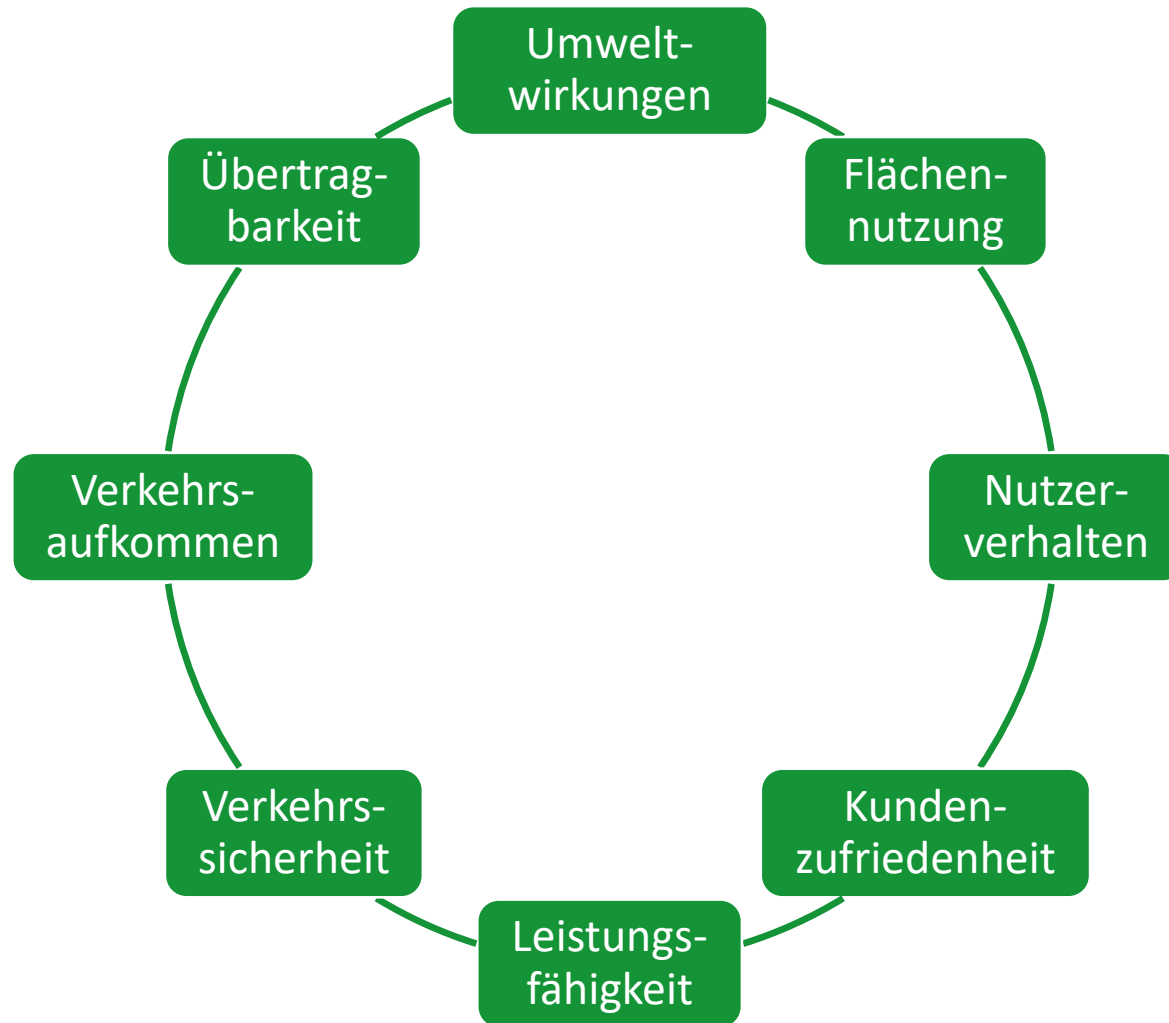 Umwelt-
wirkungen
Flächen-
nutzung
Nutzer-
verhalten
Kunden-
zufriedenheit
Leistungs-
fähigkeit
Verkehrs-
sicherheit
Verkehrs-
aufkommen
Übertrag-
barkeit